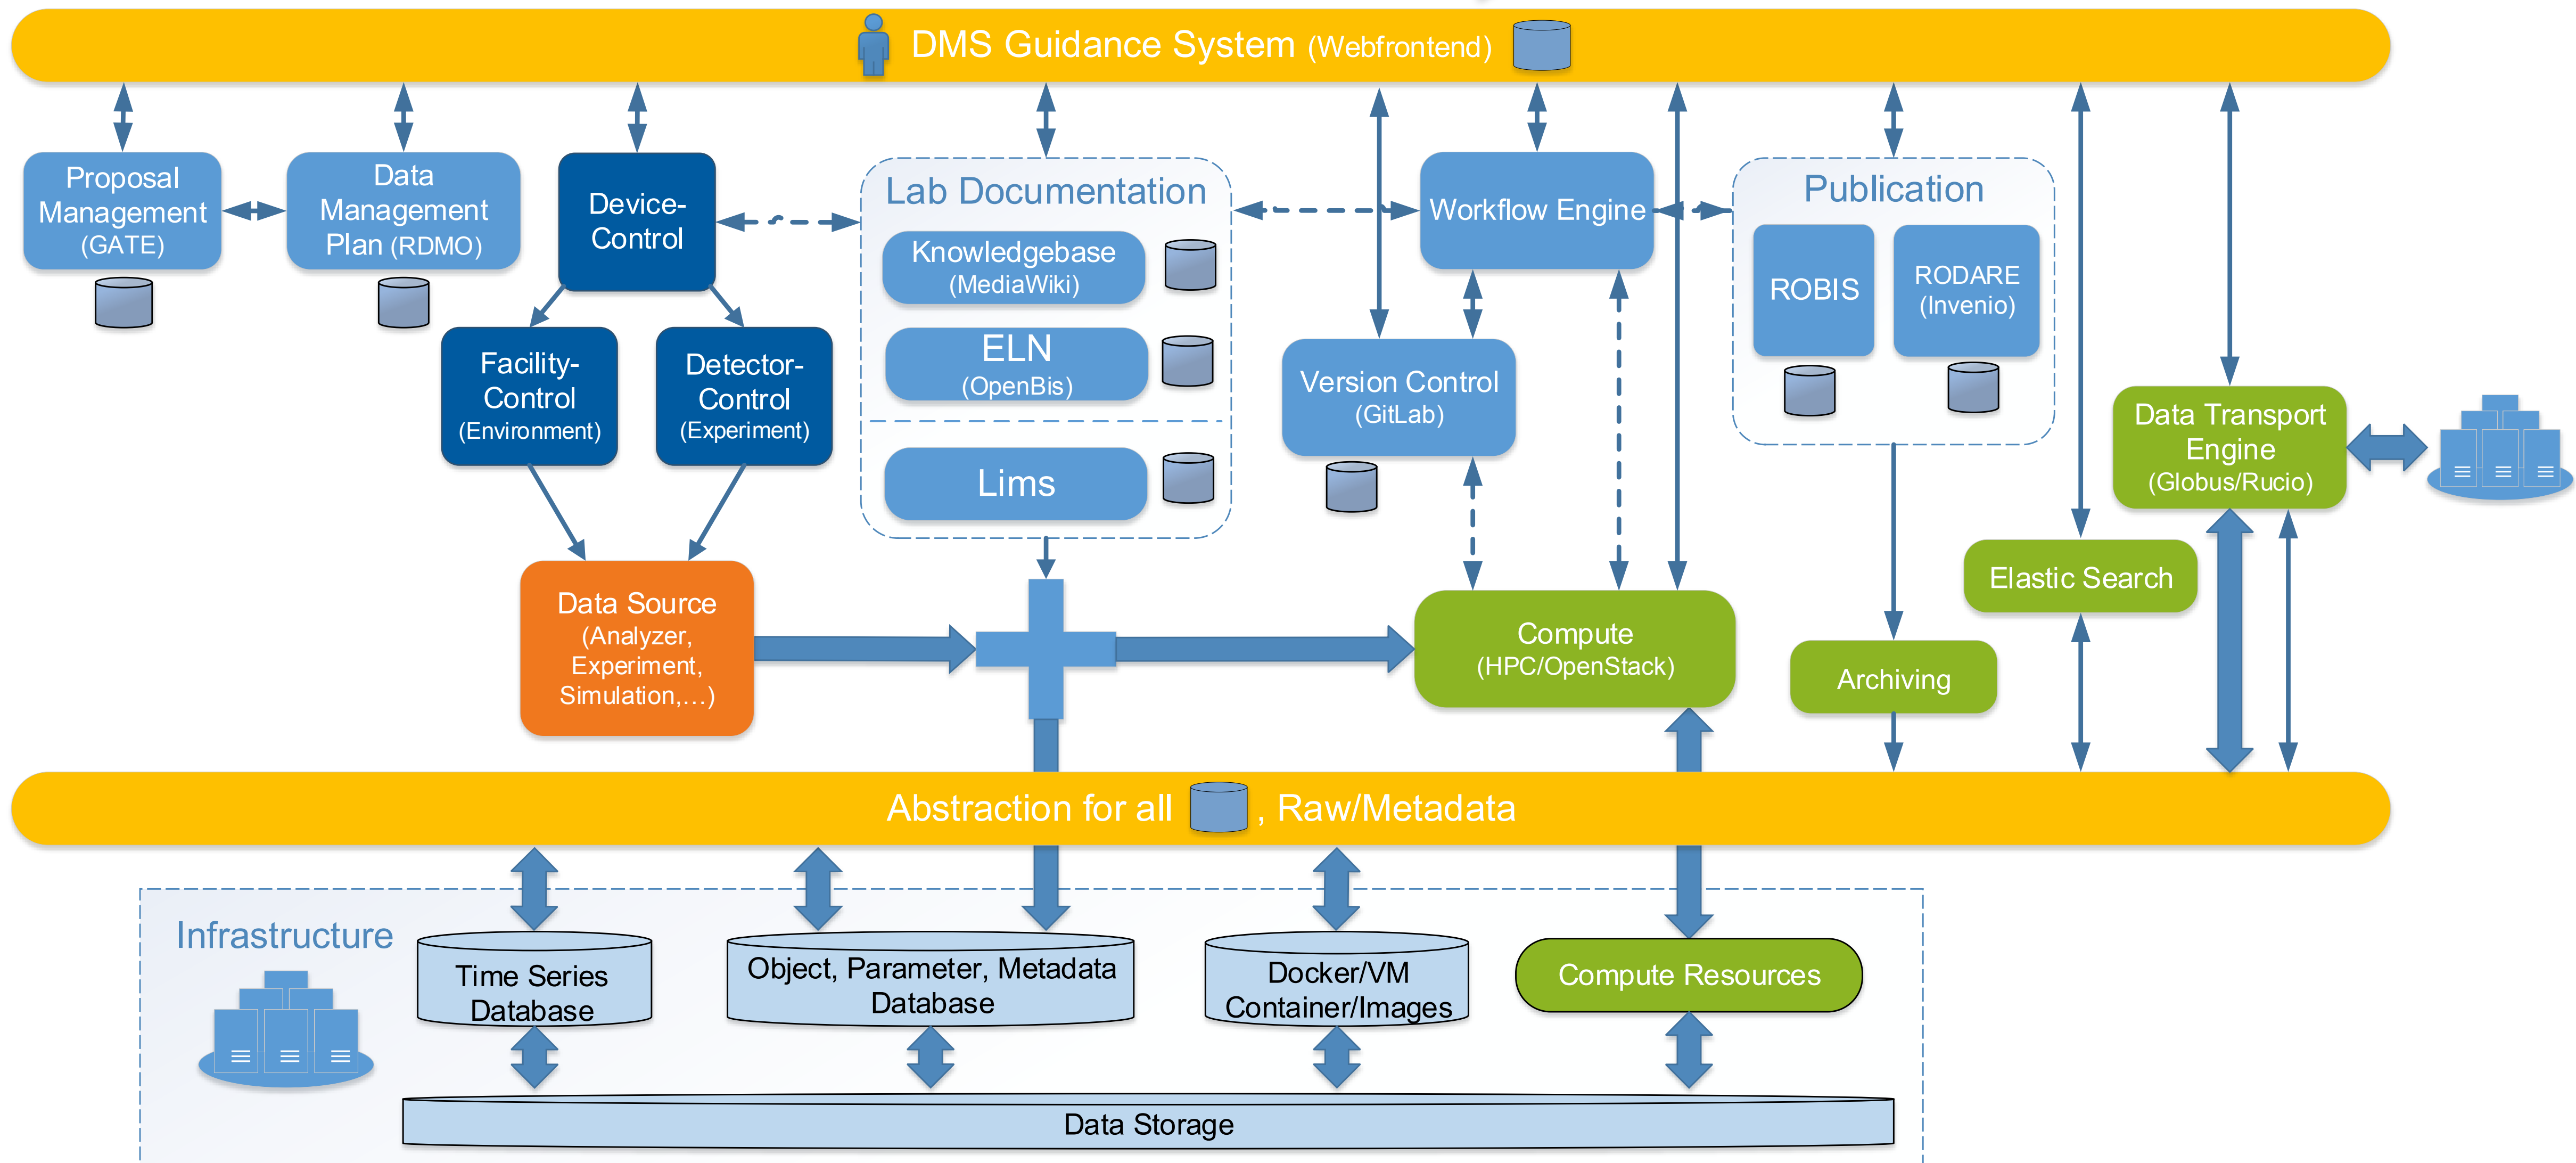 DMS Guidance System (Webfrontend)
Proposal
Management
(GATE)
Data
Management
Plan (RDMO)
Device-
Control
Facility-
Control
(Environment)
Detector-
Control
(Experiment)
Lab Documentation
Knowledgebase
(MediaWiki)
ELN
(OpenBis)
Lims
Workflow Engine
Version Control
(GitLab)
Publication
ROBIS
RODARE
(Invenio)
Data Transport
Engine
(Globus/Rucio)
Elastic Search
Data Source
(Analyzer,
Experiment,
Simulation,...)
Compute
(HPC/OpenStack)
Archiving
Abstraction for all , Raw/Metadata
Infrastructure
Time Series
Database
Object, Parameter, Metadata
Database
Docker/VM
Container/Images
Compute Resources
Data Storage